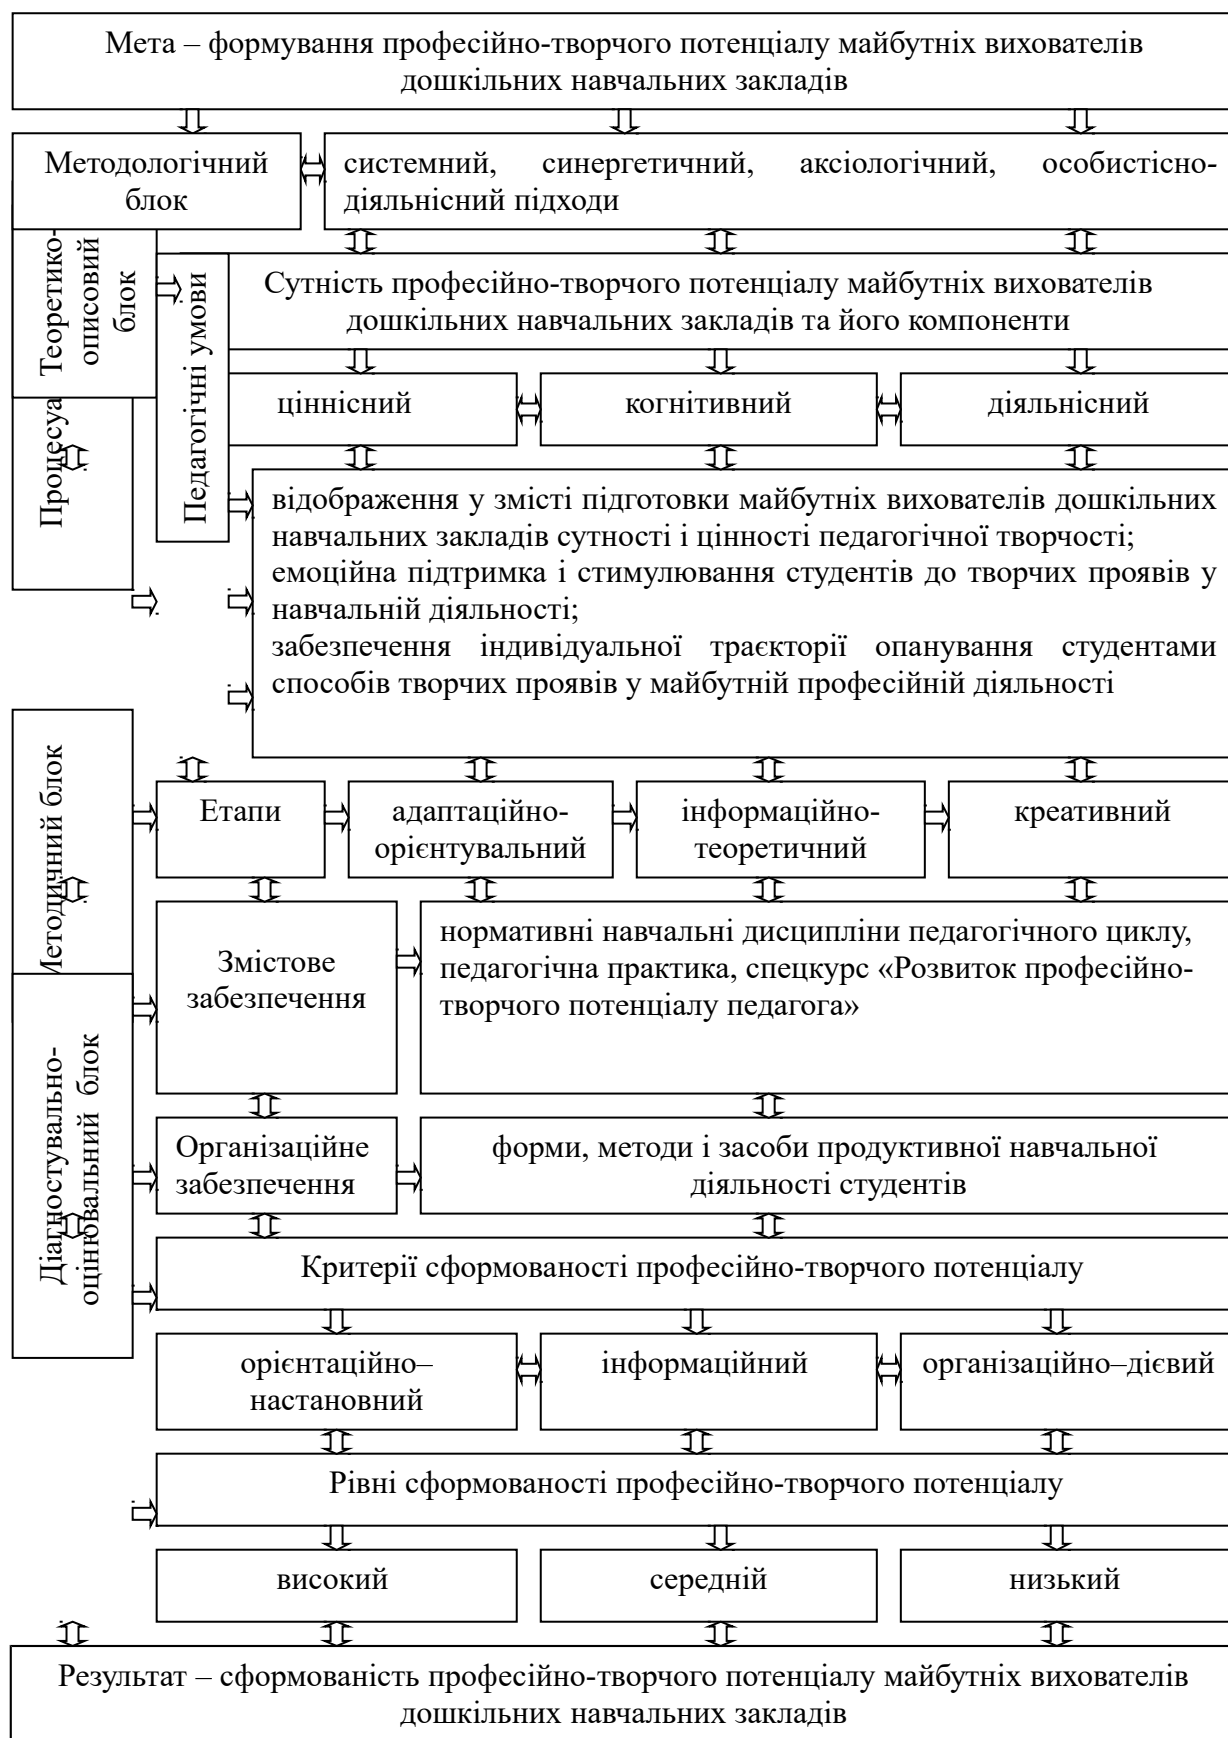 Мета – формування професійно-творчого потенціалу майбутніх вихователів
дошкільних навчальних закладів
Методологічний
блок
системний, синергетичний, аксіологічний, особистісно-
діяльнісний підходи
Теоретико-
описовий
блок
Педагогічні умови
Сутність професійно-творчого потенціалу майбутніх вихователів
дошкільних навчальних закладів та його компоненти
ціннісний
когнітивний
діяльнісний
відображення у змісті підготовки майбутніх вихователів дошкільних
навчальних закладів сутності і цінності педагогічної творчості;
емоційна підтримка і стимулювання студентів до творчих проявів у
навчальній діяльності;
забезпечення індивідуальної траєкторії опанування студентами
способів творчих проявів у майбутній професійній діяльності
Методичний блок
Етапи
адаптаційно-
орієнтувальний
інформаційно-
теоретичний
креативний
Змістове
забезпечення
нормативні навчальні дисципліни педагогічного циклу,
педагогічна практика, спецкурс «Розвиток професійно-
творчого потенціалу педагога»
Діагностувально-
оцінювальний блок
Організаційне
забезпечення
форми, методи і засоби продуктивної навчальної
діяльності студентів
Критерії сформованості професійно-творчого потенціалу
орієнтаційно–
настановний
інформаційний
організаційно–дієвий
Рівні сформованості професійно-творчого потенціалу
високий
середній
низький
Результат – сформованість професійно-творчого потенціалу майбутніх вихователів
дошкільних навчальних закладів